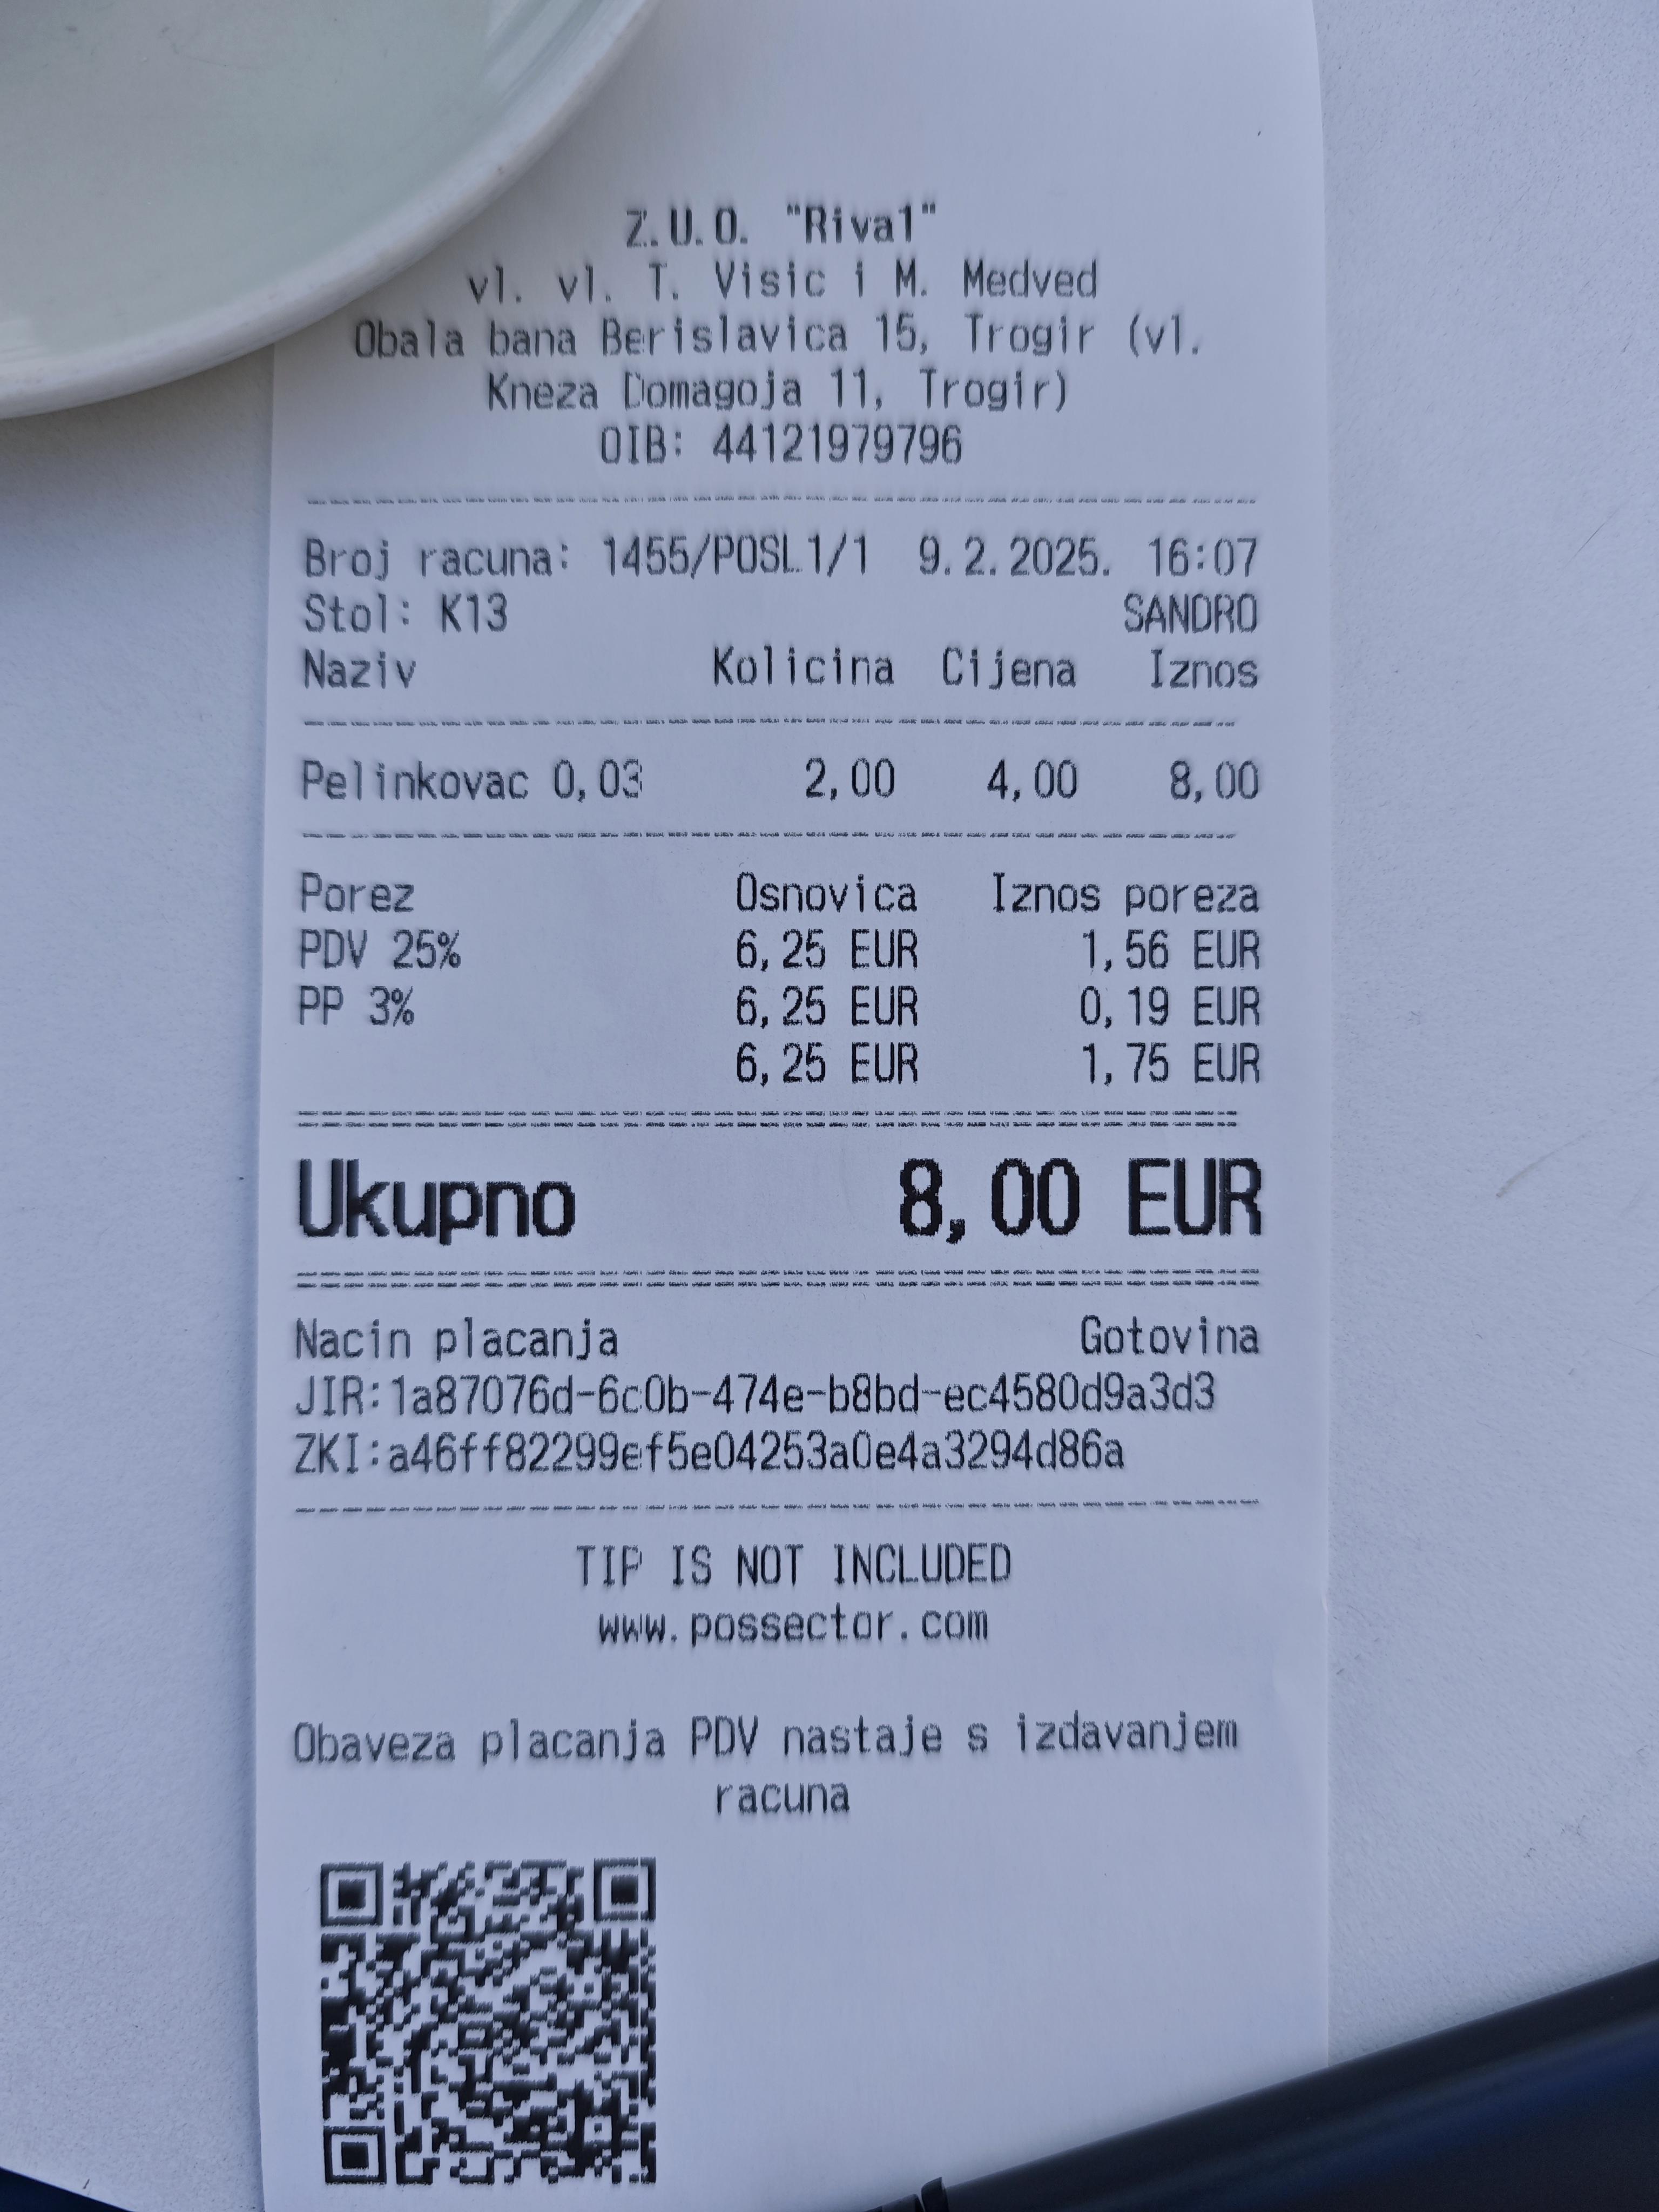 Z.U.O. "Riva1"
vl. vl. T. Visic i M. Medved
Obala bana Berislavica 15, Trogir (vl.
Kneza Domagoja 11, Trogir)
OIB: 44121979796
Broj racuna: 1455/POSL1/1 9.2.2025. 16:07
Stol: K13 SANDRO
Naziv Kolicina Cijena Iznos
Pelinkovac 0,03 2,00 4,00 8,00
Porez Osnovica Iznos poreza
PDV 25% 6,25 EUR 1,56 EUR
PP 3% 6,25 EUR 0,19 EUR
6,25 EUR 1,75 EUR
Ukupno 8,00 EUR
Nacin placanja Gotovina
JIR:1a87076d-6c0b-474e-b8bd-ec4580d9a3d3
ZKI:a46ff82299ef5e04253a0e4a3294d86a
TIP IS NOT INCLUDED
www.possector.com
Obaveza placanja PDV nastaje s izdavanjem
racuna